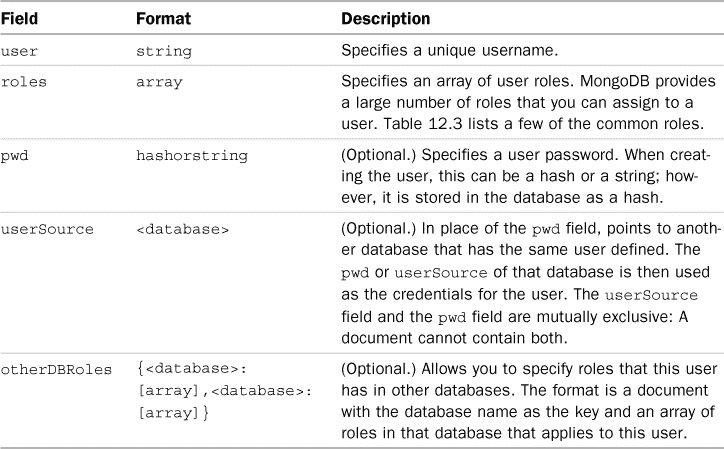 Field Format Description
user string Specifies a unique username.
roles array Specifies an array of user roles. MongoDB provides
a large number of roles that you can assign to a
user. Table 12.3 lists a few of the common roles.
pwd hashorstring (Optional.) Specifies a user password. When creat-
ing the user, this can be a hash or a string; how-
ever, it is stored in the database as a hash.
userSource <database> (Optional.) In place of the pwd field, points to anoth-
er database that has the same user defined. The
pwd or userSource of that database is then used
as the credentials for the user. The userSource
field and the pwd field are mutually exclusive: A
document cannot contain both.
otherDBRoles {<database>: (Optional.) Allows you to specify roles that this user
[array],<database>: has in other databases. The format is a document
[array]} with the database name as the key and an array of
roles in that database that applies to this user.